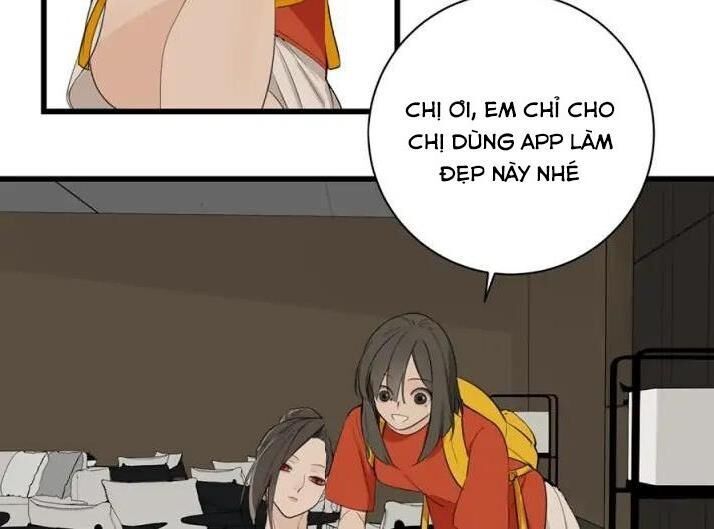 CHỊ ƠI, EM CHỈ CHO
CHỊ DÙNG APP LÀM
ĐẸP NÀY NHÉ